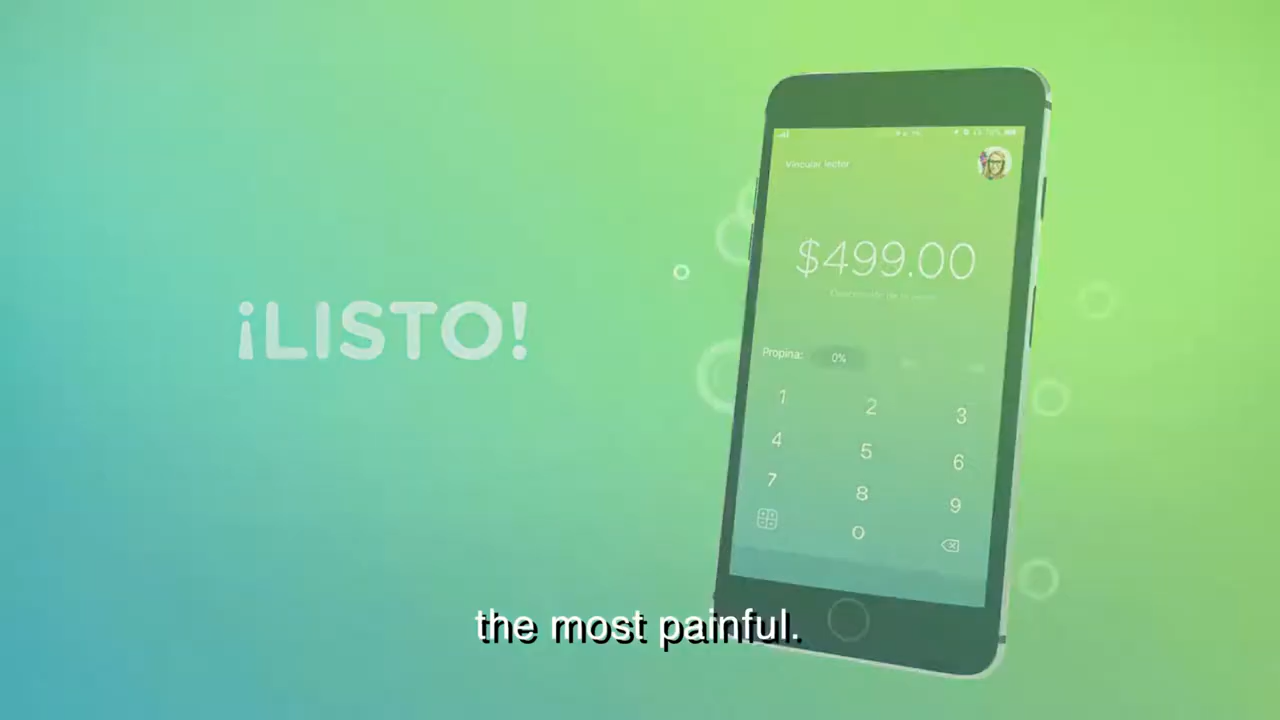 ¡LISTO!
Vincular lector
$499.00
Propina: 0%
1 2 3
4 5 6
7 8 9
0
the most painful.